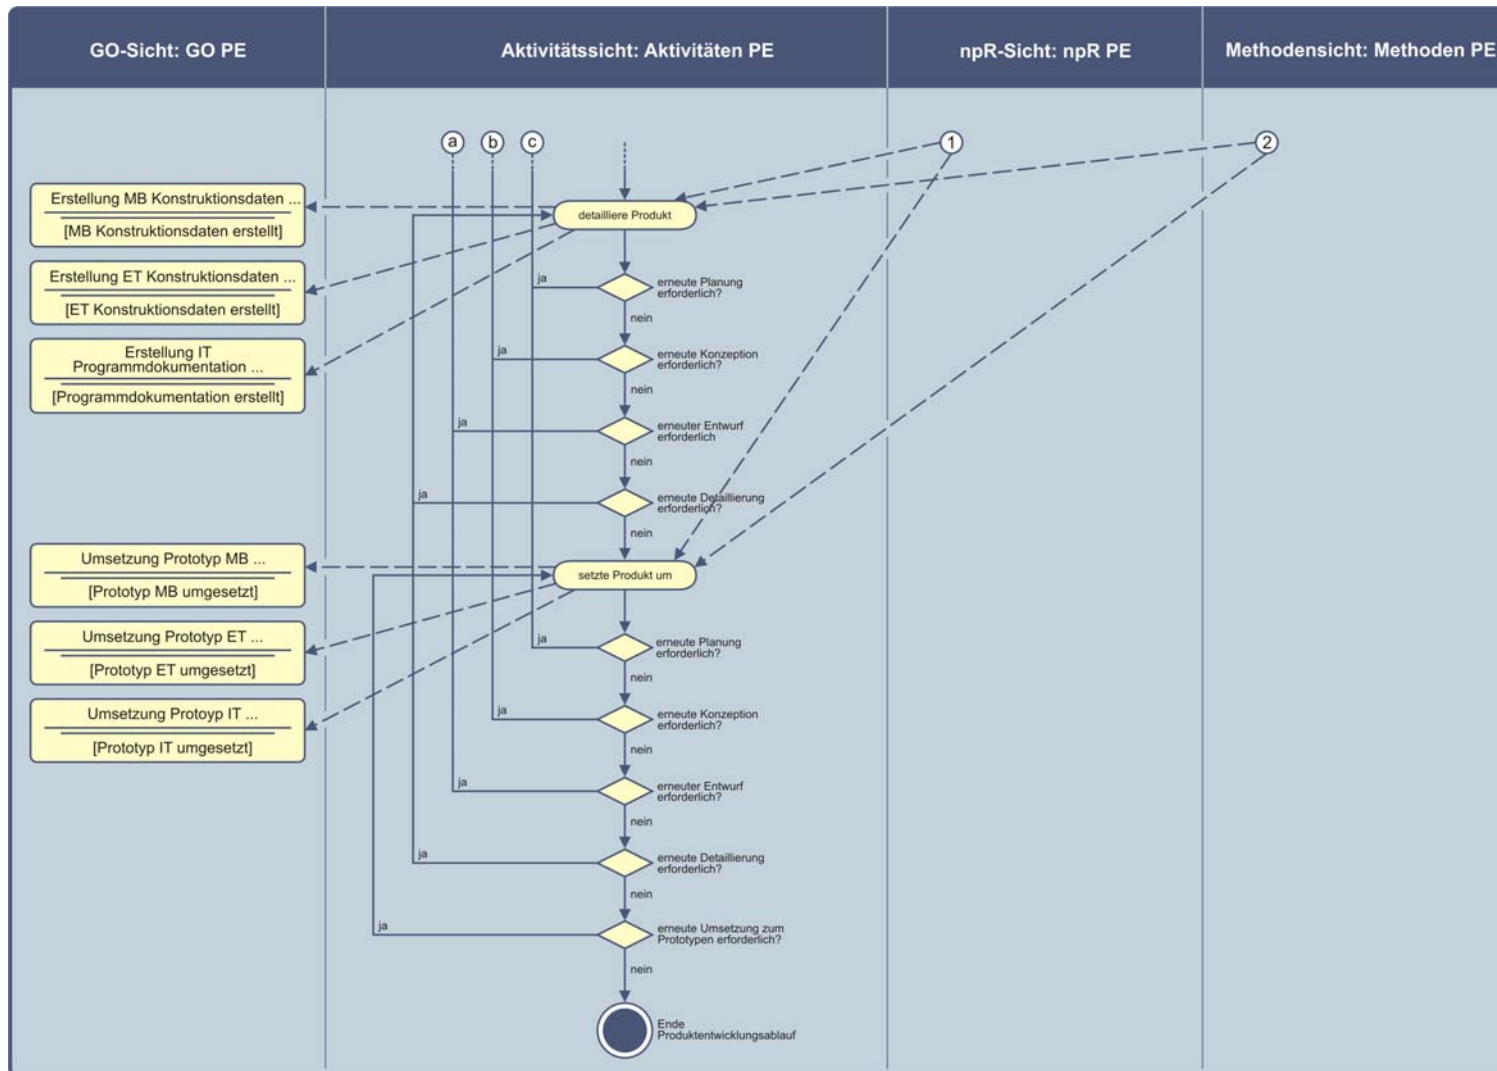 GO-Sicht: GO PE
Aktivitätssicht: Aktivitäten PE
npR-Sicht: npR PE
Methodensicht: Methoden PE
a
b
c
1
2
Erstellung MB Konstruktionsdaten ...
[MB Konstruktionsdaten erstellt]
detailliere Produkt
Erstellung ET Konstruktionsdaten ...
[ET Konstruktionsdaten erstellt]
ja
erneute Planung
erforderlich?
nein
Erstellung IT
Programmdokumentation ...
[Programmdokumentation erstellt]
ja
erneute Konzeption
erforderlich?
nein
ja
erneuter Entwurf
erforderlich
nein
ja
erneute Detaillierung
erforderlich?
nein
Umsetzung Prototyp MB ...
[Prototyp MB umgesetzt]
setzte Produkt um
Umsetzung Prototyp ET ...
[Prototyp ET umgesetzt]
ja
erneute Planung
erforderlich?
nein
Umsetzung Protoyp IT ...
[Prototyp IT umgesetzt]
ja
erneute Konzeption
erforderlich?
nein
ja
erneuter Entwurf
erforderlich?
nein
ja
erneute Detaillierung
erforderlich?
nein
ja
erneute Umsetzung zum
Prototypen erforderlich?
nein
Ende
Produktentwicklungsablauf